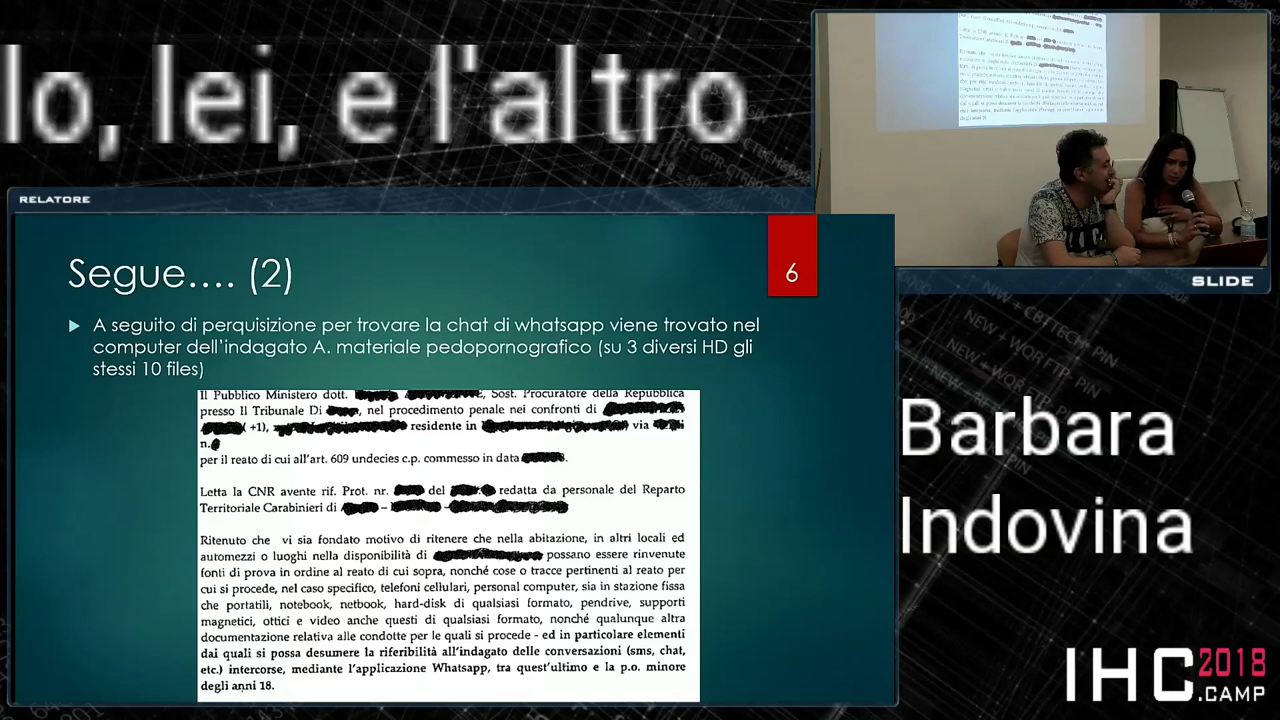 Io, lei, e l'altro
RELATORE
Segue.... (2)
6
A seguito di perquisizione per trovare la chat di whatsapp viene trovato nel
computer dell'indagato A. materiale pedopornografico (su 3 diversi HD gli
stessi 10 files)
Il Pubblico Ministero dott. Sost. Procuratore della Repubblica
presso Il Tribunale Di , nel procedimento penale nei confronti di
( +1), residente in via
n.
per il reato di cui all'art. 609 undecies c.p. commesso in data .
Letta la CNR avente rif. Prot. nr. del redatta da personale del Reparto
Territoriale Carabinieri di – –
Ritenuto che vi sia fondato motivo di ritenere che nella abitazione, in altri locali ed
automezzi o luoghi nella disponibilità di possano essere rinvenute
fonti di prova in ordine al reato di cui sopra, nonché cose o tracce pertinenti al reato per
cui si procede, nel caso specifico, telefoni cellulari, personal computer, sia in stazione fissa
che portatili, notebook, netbook, hard-disk di qualsiasi formato, pendrive, supporti
magnetici, ottici e video anche questi di qualsiasi formato, nonché qualunque altra
documentazione relativa alle condotte per le quali si procede - ed in particolare elementi
dai quali si possa desumere la riferibilità all'indagato delle conversazioni (sms, chat,
etc.) intercorse, mediante l'applicazione Whatsapp, tra quest'ultimo e la p.o. minore
degli anni 18.
SLIDE
Barbara
Indovina
IHC 2018
.CAMP